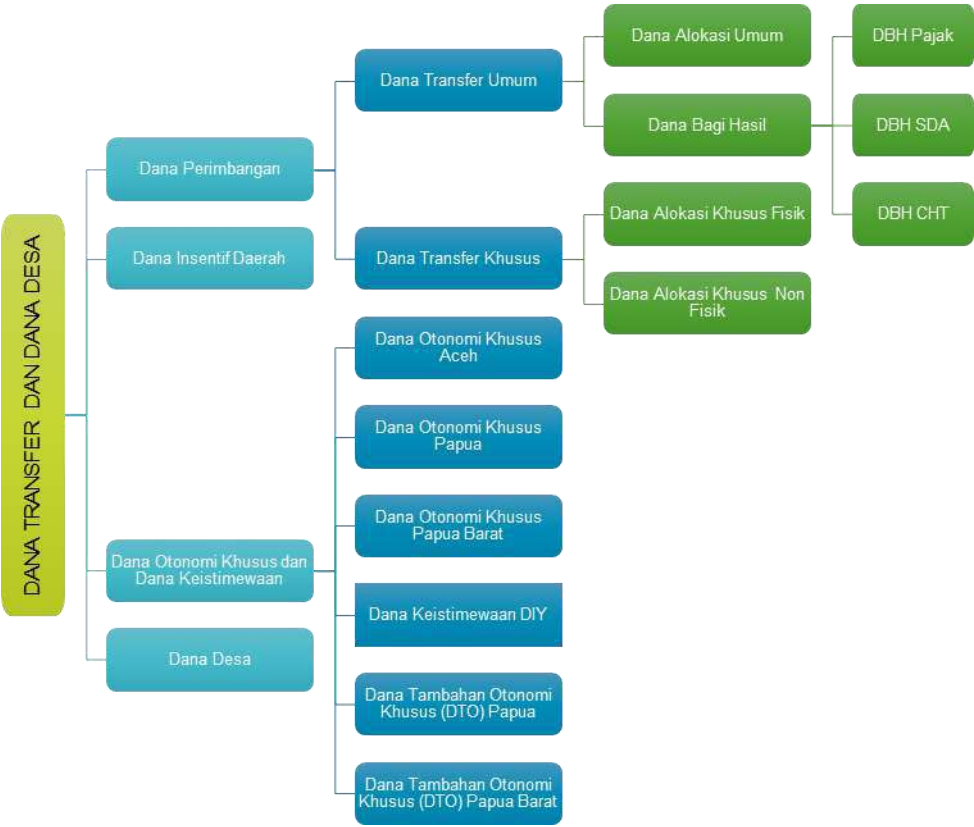 DANA TRANSFER DAN DANA DESA
Dana Perimbangan
Dana Insentif Daerah
Dana Otonomi Khusus dan
Dana Keistimewaan
Dana Desa
Dana Transfer Umum
Dana Transfer Khusus
Dana Otonomi Khusus
Aceh
Dana Otonomi Khusus
Papua
Dana Otonomi Khusus
Papua Barat
Dana Keistimewaan DIY
Dana Tambahan Otonomi
Khusus (DTO) Papua
Dana Tambahan Otonomi
Khusus (DTO) Papua Barat
Dana Alokasi Umum
Dana Bagi Hasil
Dana Alokasi Khusus Fisik
Dana Alokasi Khusus Non
Fisik
DBH Pajak
DBH SDA
DBH CHT